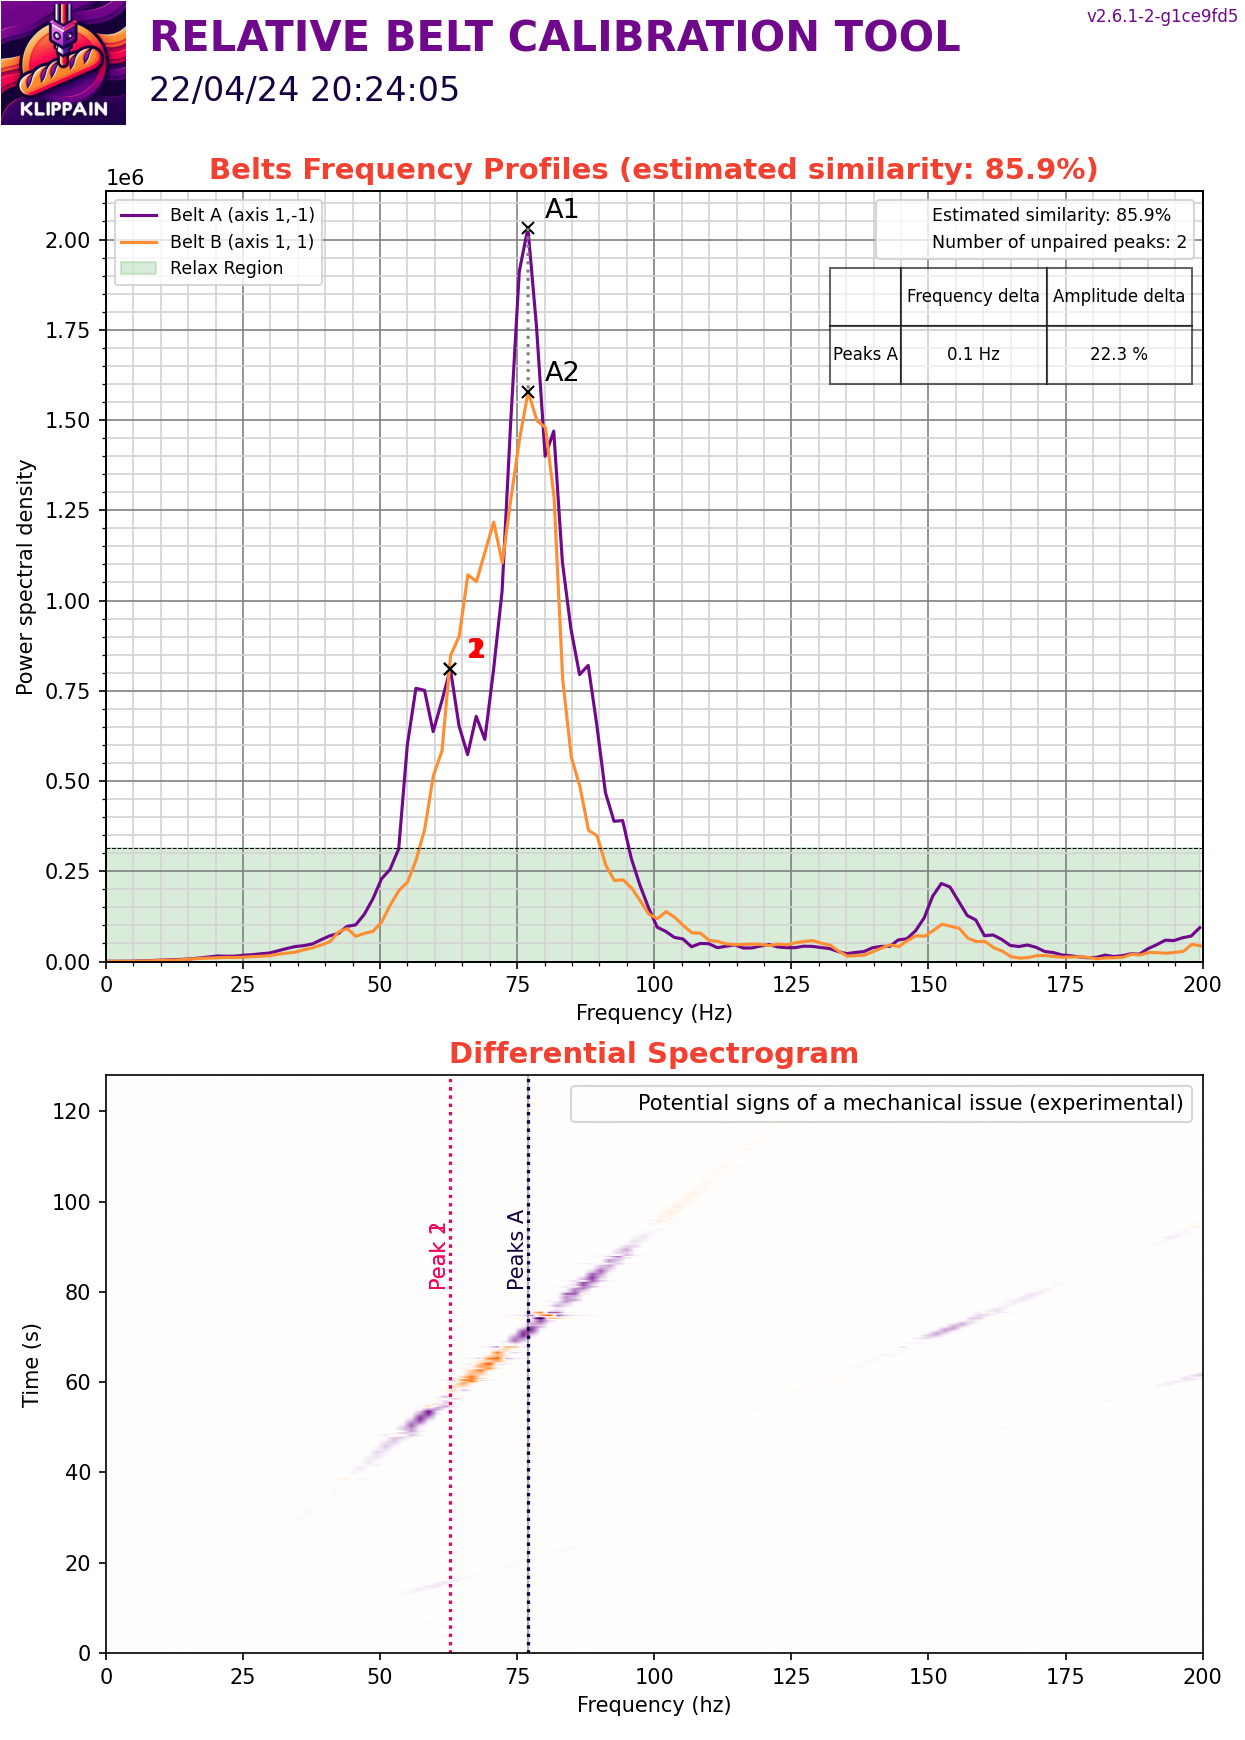 KLIPPAIN
RELATIVE BELT CALIBRATION TOOL
22/04/24 20:24:05
v2.6.1-2-g1ce9fd5
Belts Frequency Profiles (estimated similarity: 85.9%)
1e6
Belt A (axis 1,-1)
Belt B (axis 1, 1)
Relax Region
A1
A2
Estimated similarity: 85.9%
Number of unpaired peaks: 2
Frequency delta Amplitude delta
Peaks A 0.1 Hz 22.3 %
Power spectral density
2.00
1.75
1.50
1.25
1.00
0.75
0.50
0.25
0.00
0 25 50 75 100 125 150 175 200
Frequency (Hz)
Differential Spectrogram
Potential signs of a mechanical issue (experimental)
Peak
Peaks A
Time (s)
120
100
80
60
40
20
0
0 25 50 75 100 125 150 175 200
Frequency (hz)